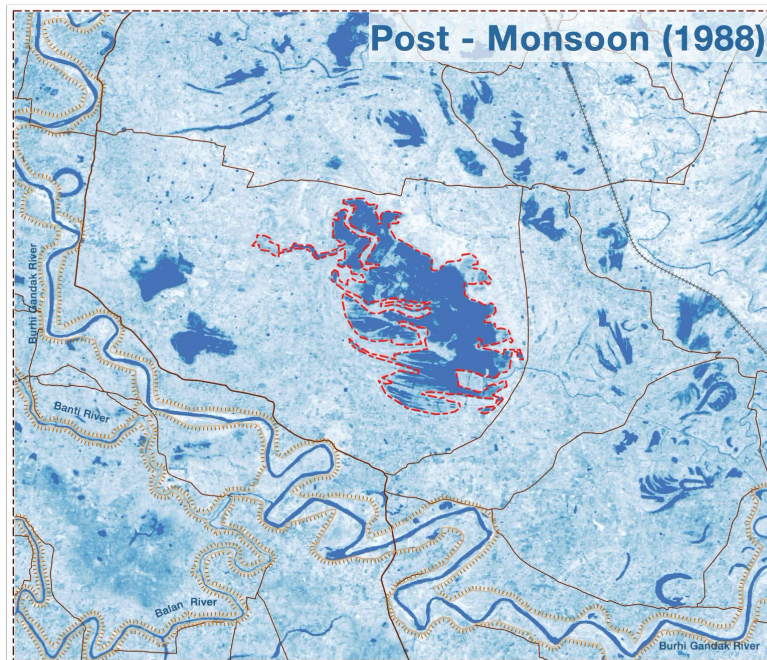 Post - Monsoon (1988)
Burhi Gandak River
Banti River
Balan River
Burhi Gandak River